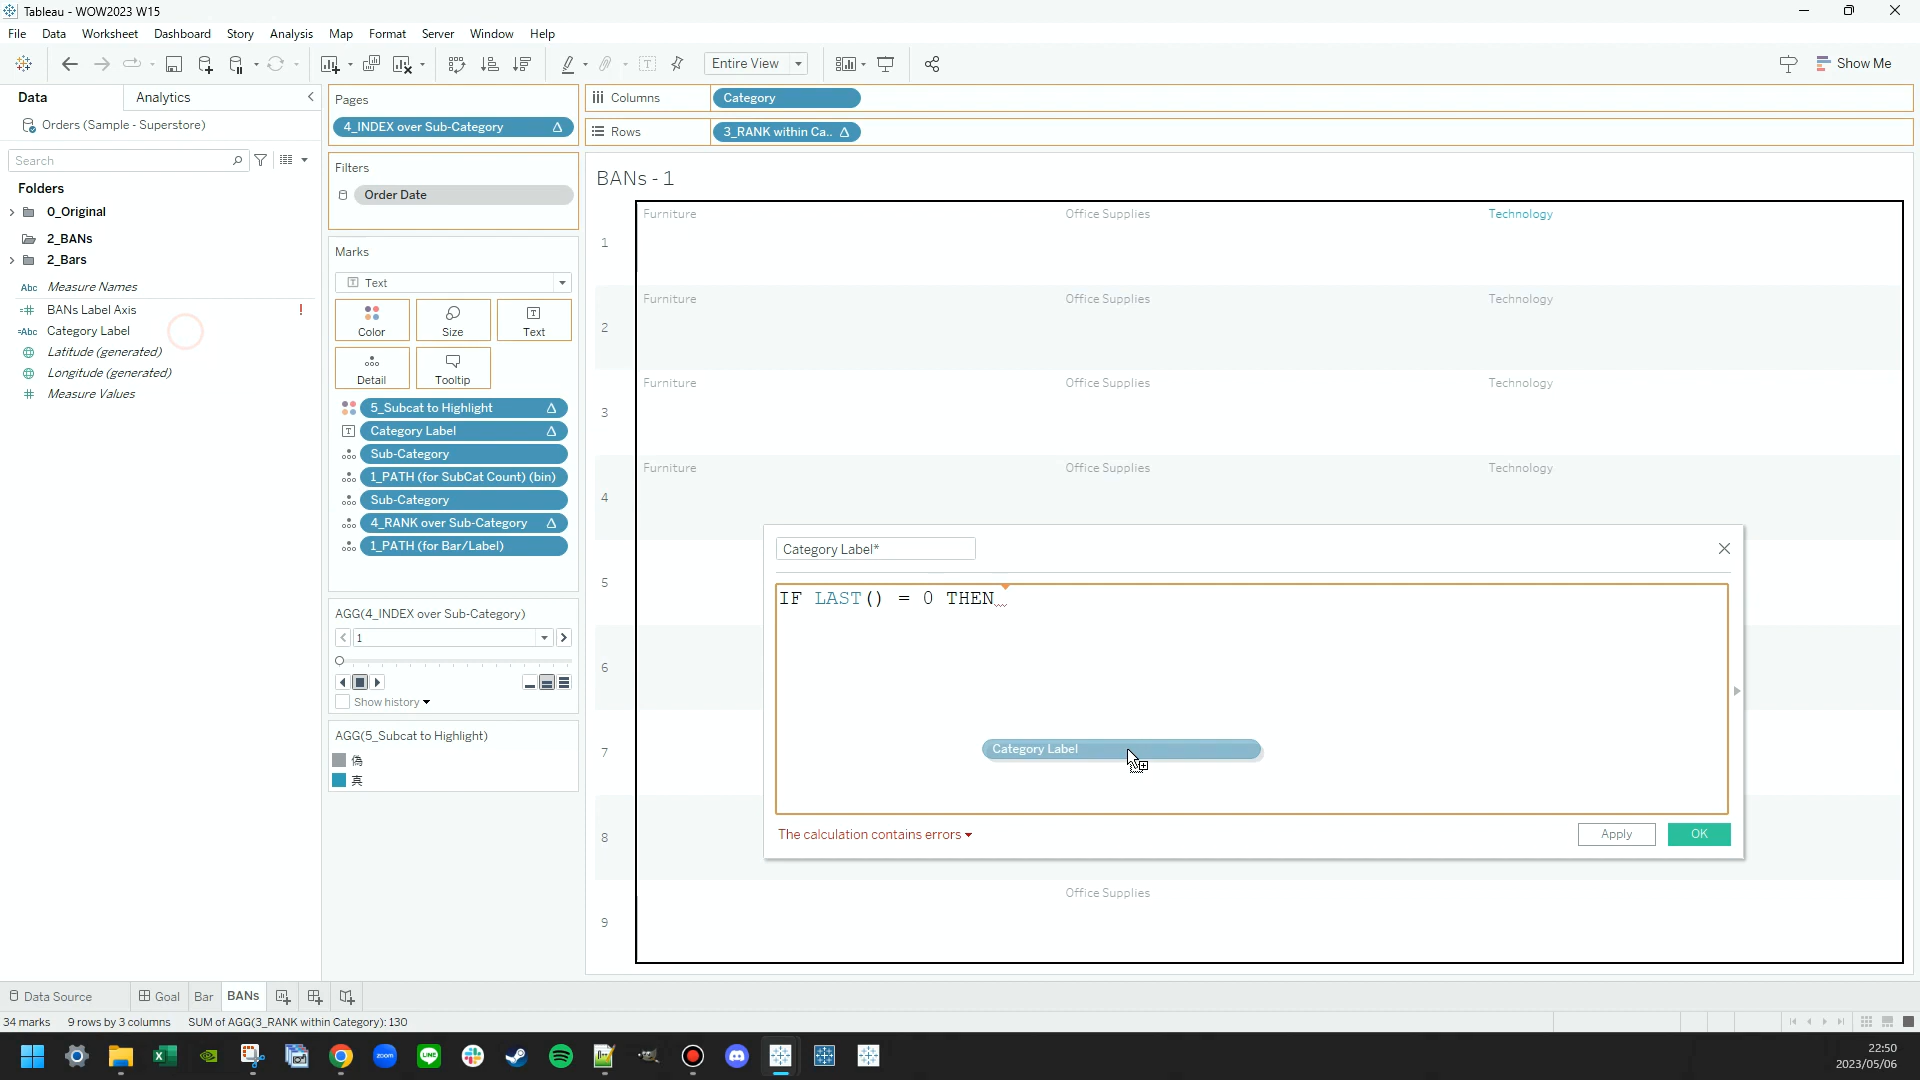 Tableau - WOW2023 W15
File Data Worksheet Dashboard Story Analysis Map Format Server Window Help
Entire View
Show Me
Data Analytics
Orders (Sample - Superstore)
Search
Folders
0_Original
2_BANs
2_Bars
Abc Measure Names
BANs Label Axis !
=Abc Category Label
Latitude (generated)
Longitude (generated)
# Measure Values
Pages
4_INDEX over Sub-Category
Filters
Order Date
Marks
Text
Color Size Text
Detail Tooltip
5_Subcat to Highlight
Category Label
Sub-Category
1_PATH (for SubCat Count) (bin)
Sub-Category
4_RANK over Sub-Category
1_PATH (for Bar/Label)
AGG(4_INDEX over Sub-Category)
1
Show history
AGG(5_Subcat to Highlight)
偽
真
Columns Category
Rows 3_RANK within Ca..
BANs - 1
Furniture Office Supplies Technology
1
Furniture Office Supplies Technology
2
Furniture Office Supplies Technology
3
Furniture Office Supplies Technology
4
5
6
7
8
Office Supplies
9
Category Label*
IF LAST() = 0 THEN
Category Label
The calculation contains errors
Apply OK
Data Source Goal Bar BANs
34 marks 9 rows by 3 columns SUM of AGG(3_RANK within Category): 130
zoom
LINE
22:50
2023/05/06